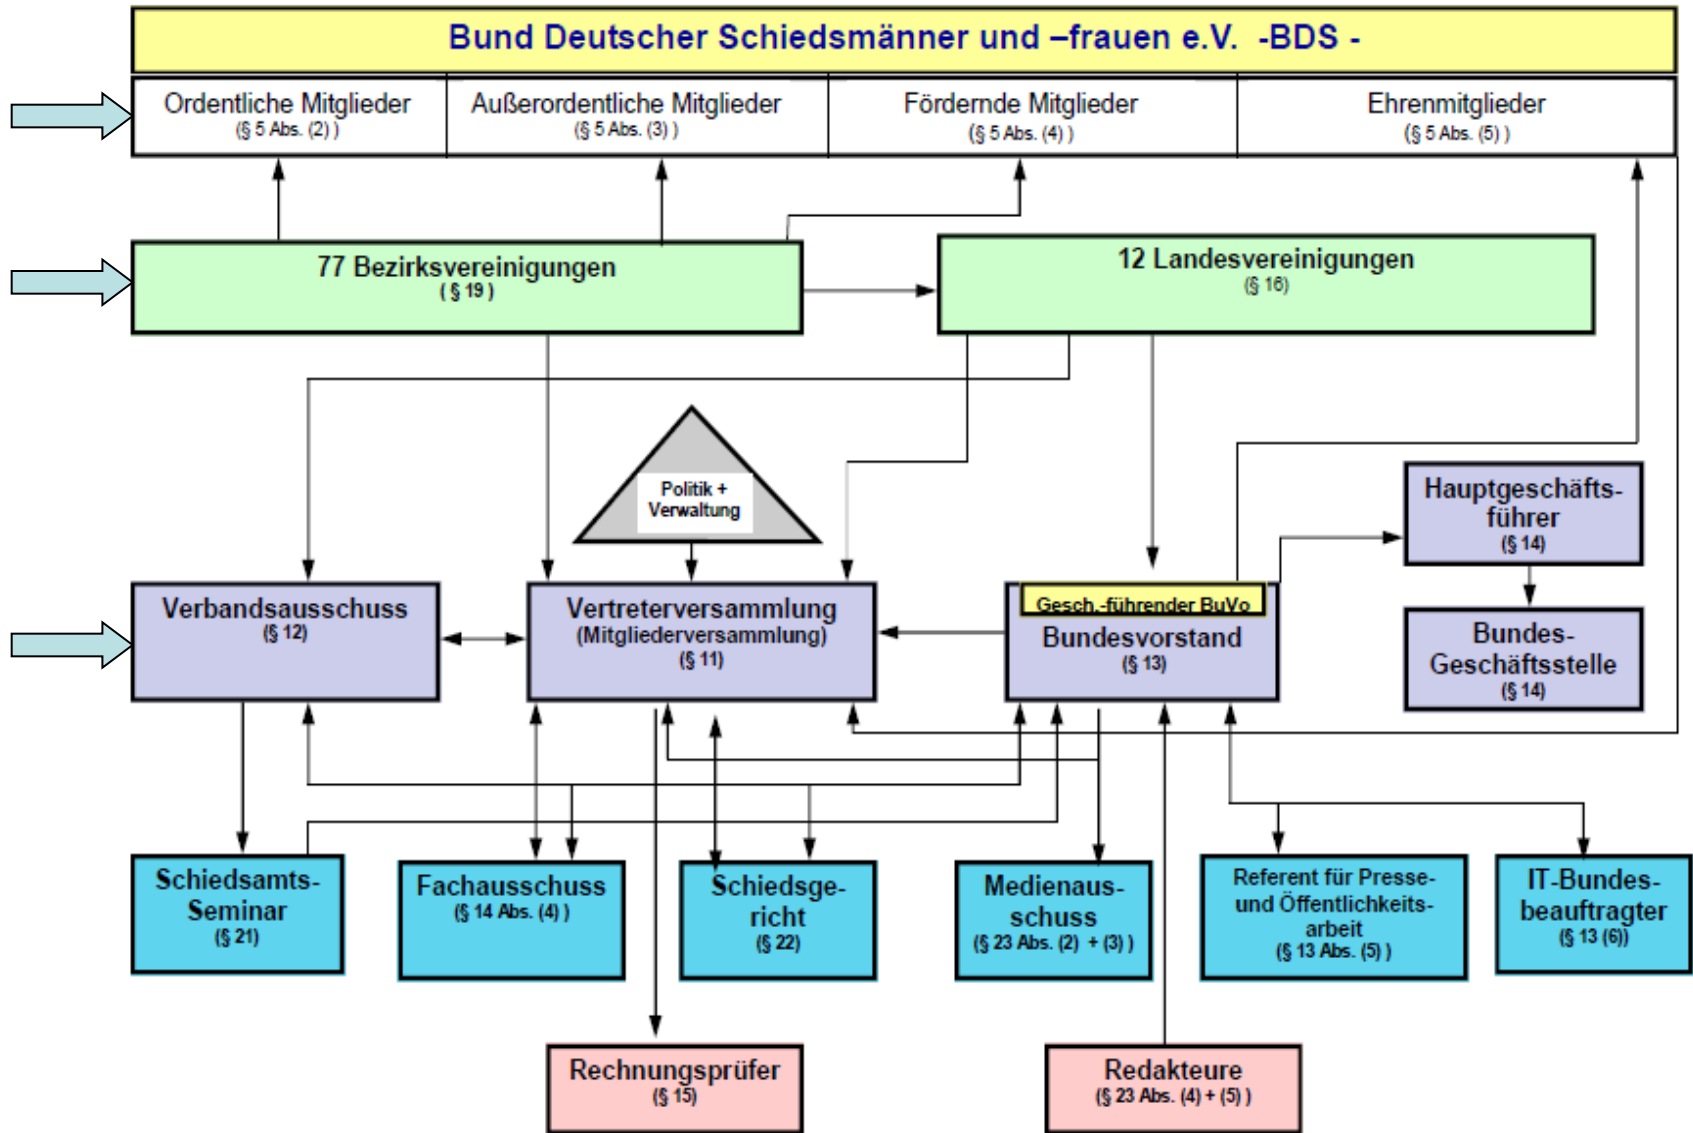 Bund Deutscher Schiedsmänner und –frauen e.V. -BDS -
Ordentliche Mitglieder
(§ 5 Abs. (2) )
Außerordentliche Mitglieder
(§ 5 Abs. (3) )
Fördernde Mitglieder
(§ 5 Abs. (4) )
Ehrenmitglieder
(§ 5 Abs. (5) )
77 Bezirksvereinigungen
( § 19 )
12 Landesvereinigungen
(§ 16)
Politik +
Verwaltung
Hauptgeschäfts-
führer
(§ 14)
Verbandsausschuss
(§ 12)
Vertreterversammlung
(Mitgliederversammlung)
(§ 11)
Gesch.-führender BuVo
Bundesvorstand
(§ 13)
Bundes-
Geschäftsstelle
(§ 14)
Schiedsamts-
Seminar
(§ 21)
Fachausschuss
(§ 14 Abs. (4) )
Schiedsge-
richt
(§ 22)
Medienaus-
schuss
(§ 23 Abs. (2) + (3) )
Referent für Presse-
und Öffentlichkeits-
arbeit
(§ 13 Abs. (5) )
IT-Bundes-
beauftragter
(§ 13 (6))
Rechnungsprüfer
(§ 15)
Redakteure
(§ 23 Abs. (4) + (5) )